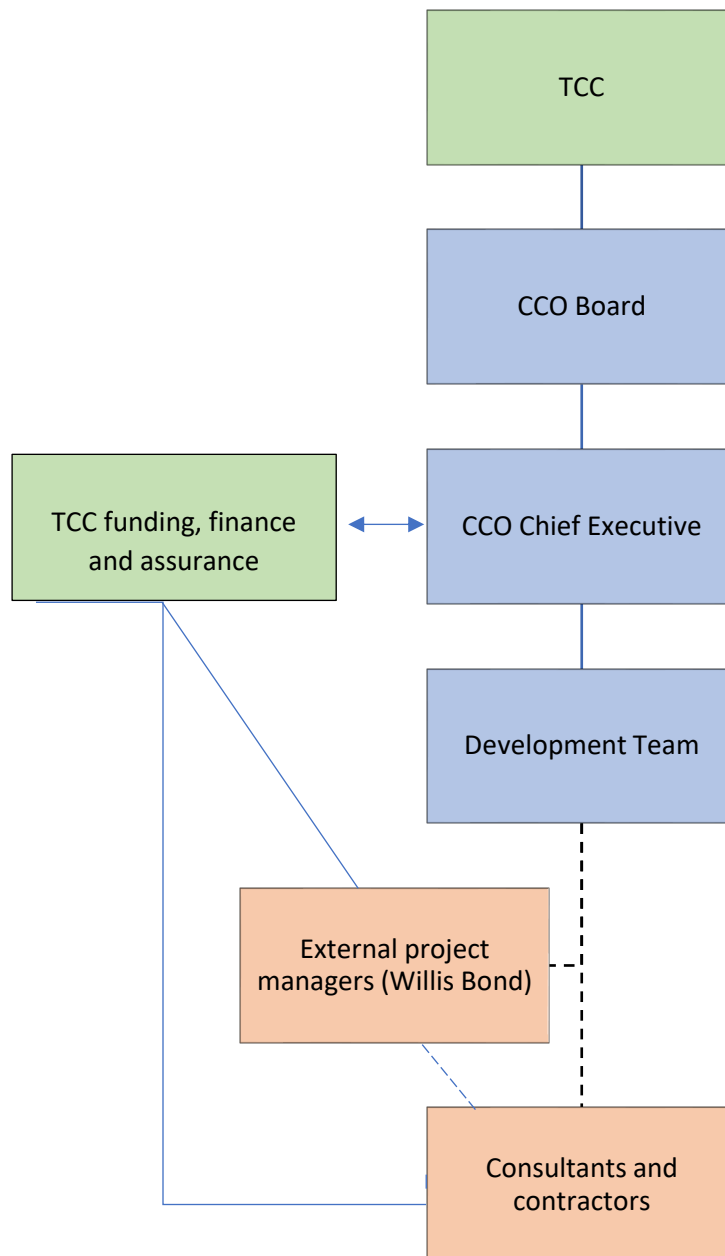 TCC
CCO Board
TCC funding, finance
and assurance
CCO Chief Executive
Development Team
External project
managers (Willis Bond)
Consultants and
contractors